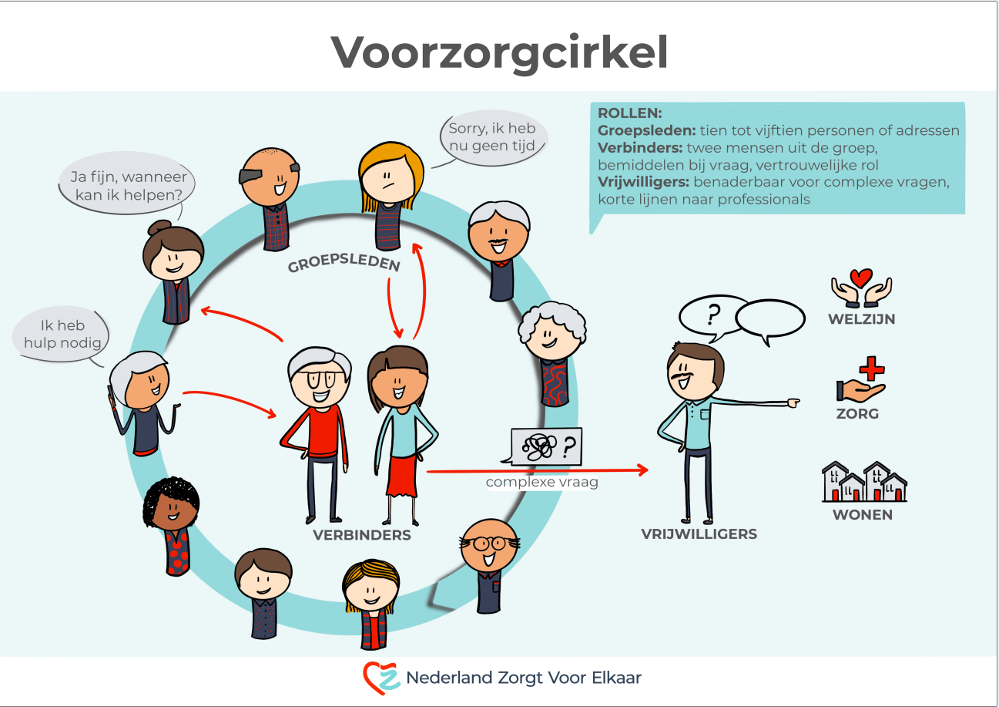 Voorzorgcirkel
ROLLEN:
Groepsleden: tien tot vijftien personen of adressen
Verbinders: twee mensen uit de groep,
bemiddelen bij vraag, vertrouwelijke rol
Vrijwilligers: benaderbaar voor complexe vragen,
korte lijnen naar professionals
Sorry, ik heb
nu geen tijd
Ja fijn, wanneer
kan ik helpen?
GROEPSLEDEN
Ik heb
hulp nodig
?
WELZIJN
ZORG
?
complexe vraag
WONEN
VERBINDERS
VRIJWILLIGERS
Nederland Zorgt Voor Elkaar